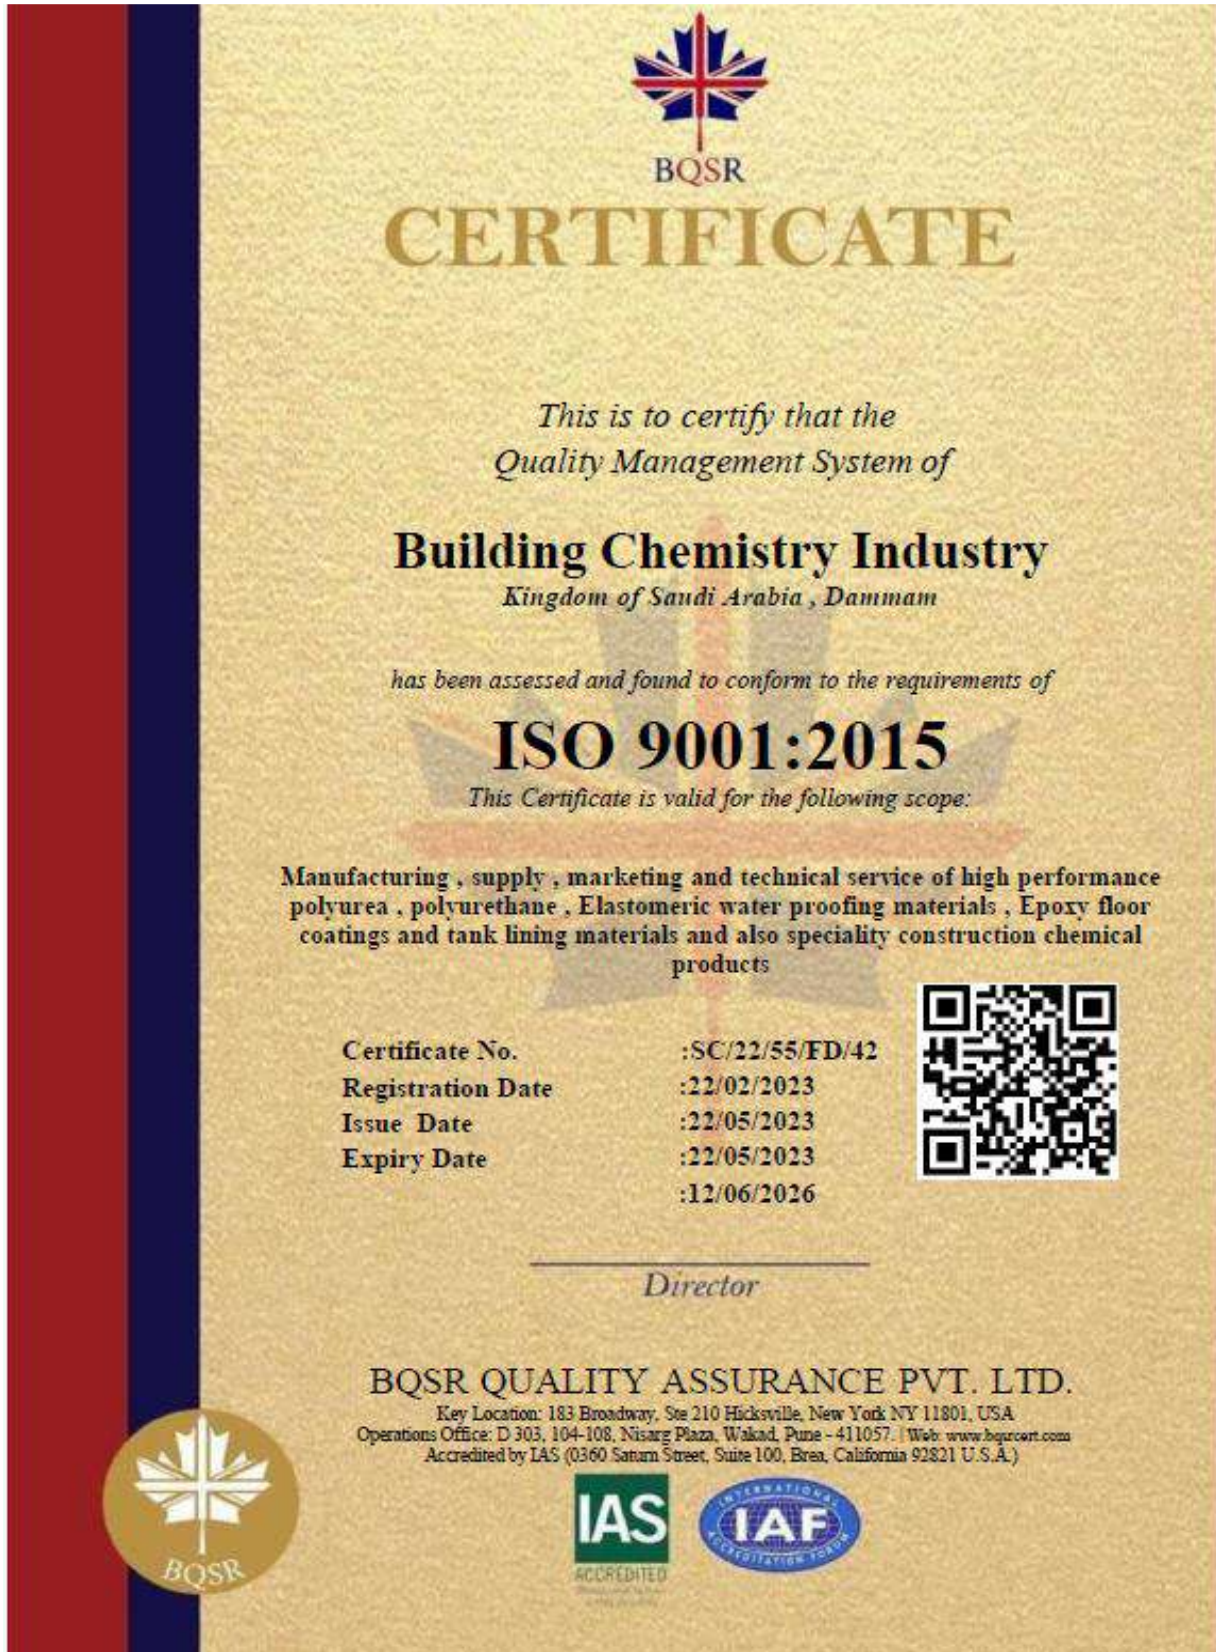 BQSR
CERTIFICATE
This is to certify that the
Quality Management System of
Building Chemistry Industry
Kingdom of Saudi Arabia , Dammam
has been assessed and found to conform to the requirements of
ISO 9001:2015
This Certificate is valid for the following scope:
Manufacturing , supply , marketing and technical service of high performance
polyurea , polyurethane , Elastomeric water proofing materials , Epoxy floor
coatings and tank lining materials and also speciality construction chemical
products
Certificate No. :SC/22/55/FD/42
Registration Date :22/02/2023
Issue Date :22/05/2023
Expiry Date :22/05/2023
:12/06/2026
Director
BQSR QUALITY ASSURANCE PVT. LTD.
Key Location: 183 Broadway, Ste 210 Hicksville, New York NY 11801, USA
Operations Office: D 303, 104-108, Nisarg Plaza, Wakad, Pune - 411057. | Web: www.bqsrcert.com
Accredited by IAS (0360 Saturn Street, Suite 100, Brea, California 92821 U.S.A.)
IAS
ACCREDITED
INTERNATIONAL
IAF
ACCREDITATION FORUM
BQSR